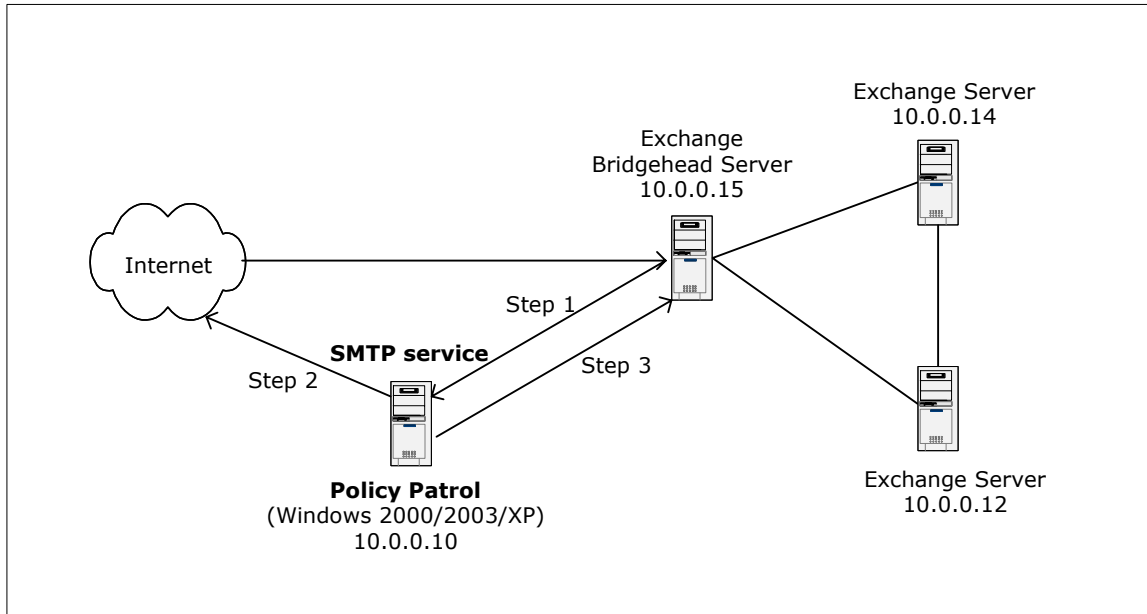 Exchange Server
10.0.0.14
Exchange
Bridgehead Server
10.0.0.15
Internet
Step 1
SMTP service
Step 2
Step 3
Policy Patrol
(Windows 2000/2003/XP)
10.0.0.10
Exchange Server
10.0.0.12